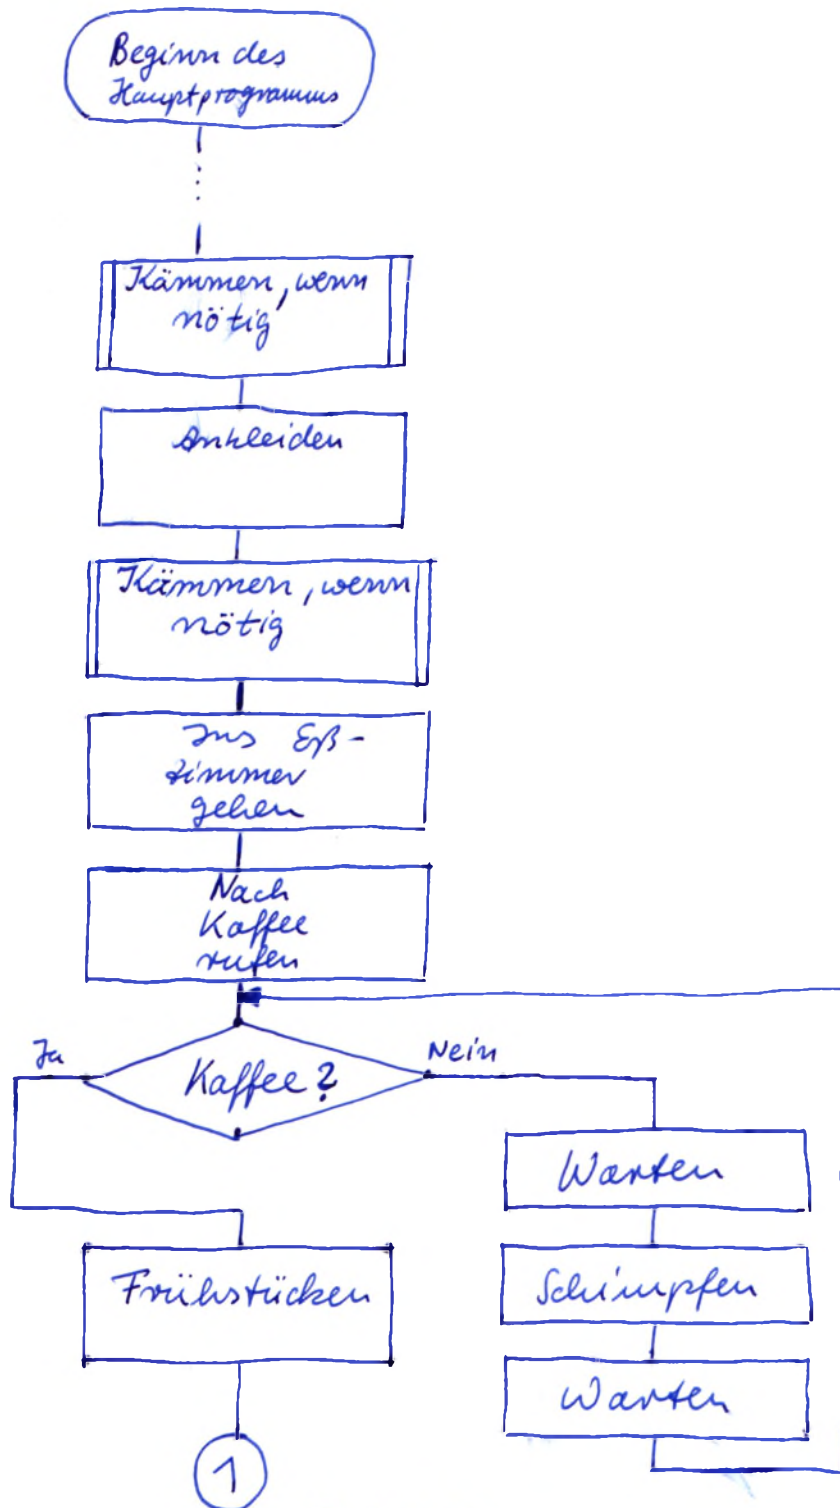 Beginn des
Hauptprogramms
Kämmen, wenn
nötig
Ankleiden
Kämmen, wenn
nötig
Ins Eß-
zimmer
gehen
Nach
Kaffee
rufen
Ja
Kaffee?
Nein
Warten
Schimpfen
Warten
Frühstücken
1